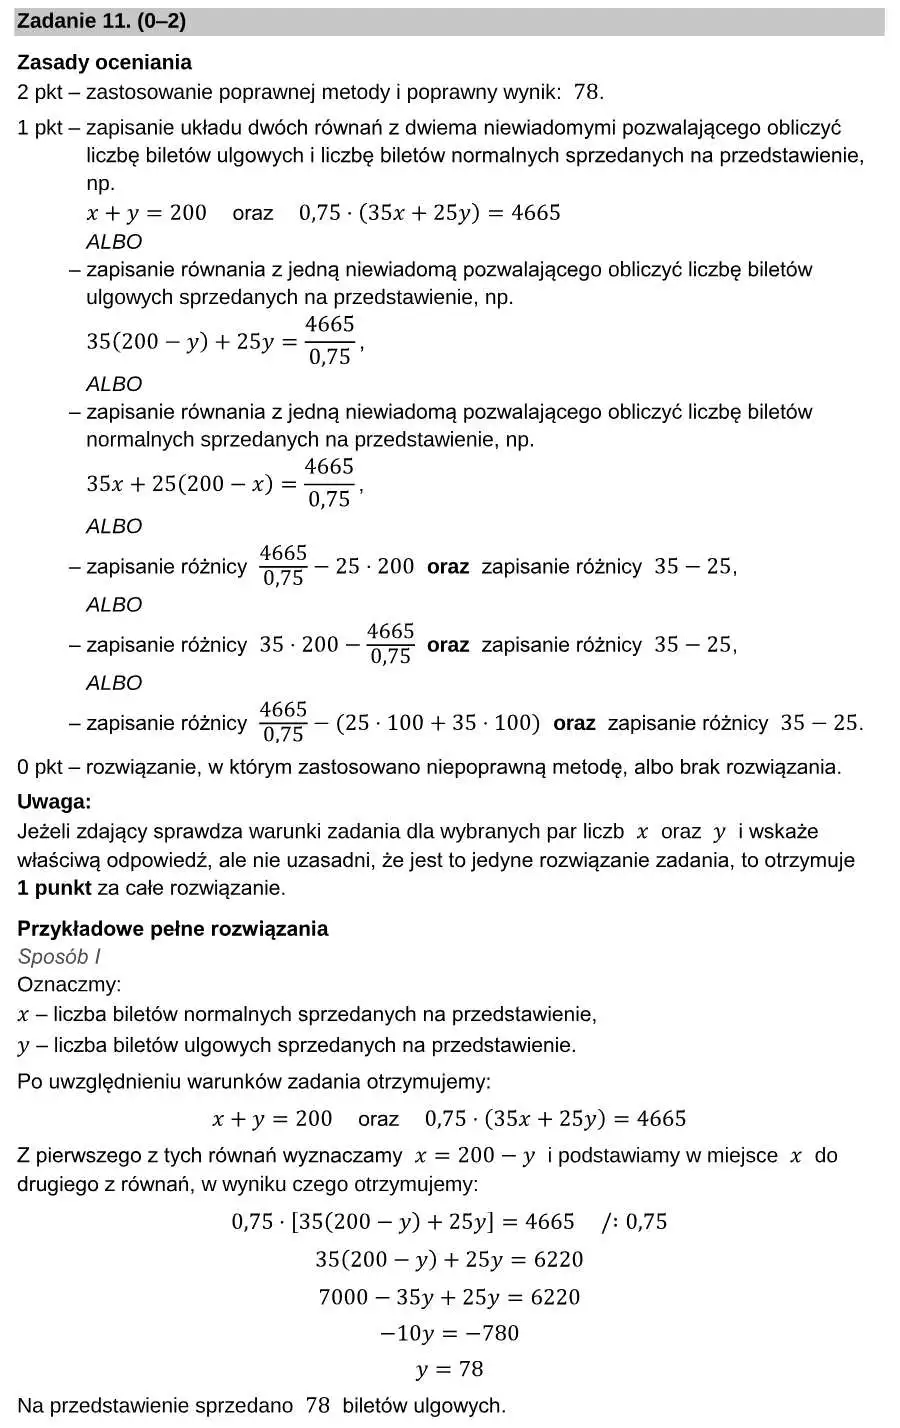 Zadanie 11. (0–2)
Zasady oceniania
2 pkt – zastosowanie poprawnej metody i poprawny wynik: 78.
1 pkt – zapisanie układu dwóch równań z dwiema niewiadomymi pozwalającego obliczyć
liczbę biletów ulgowych i liczbę biletów normalnych sprzedanych na przedstawienie,
np.
x + y = 200 oraz 0,75 · (35x + 25y) = 4665
ALBO
– zapisanie równania z jedną niewiadomą pozwalającego obliczyć liczbę biletów
ulgowych sprzedanych na przedstawienie, np.
35(200 − y) + 25y = 4665/0,75,
ALBO
– zapisanie równania z jedną niewiadomą pozwalającego obliczyć liczbę biletów
normalnych sprzedanych na przedstawienie, np.
35x + 25(200 − x) = 4665/0,75,
ALBO
– zapisanie różnicy 4665/0,75 − 25 · 200 oraz zapisanie różnicy 35 − 25,
ALBO
– zapisanie różnicy 35 · 200 − 4665/0,75 oraz zapisanie różnicy 35 − 25,
ALBO
– zapisanie różnicy 4665/0,75 − (25 · 100 + 35 · 100) oraz zapisanie różnicy 35 − 25.
0 pkt – rozwiązanie, w którym zastosowano niepoprawną metodę, albo brak rozwiązania.
Uwaga:
Jeżeli zdający sprawdza warunki zadania dla wybranych par liczb x oraz y i wskaże
właściwą odpowiedź, ale nie uzasadni, że jest to jedyne rozwiązanie zadania, to otrzymuje
1 punkt za całe rozwiązanie.
Przykładowe pełne rozwiązania
Sposób I
Oznaczmy:
x – liczba biletów normalnych sprzedanych na przedstawienie,
y – liczba biletów ulgowych sprzedanych na przedstawienie.
Po uwzględnieniu warunków zadania otrzymujemy:
x + y = 200 oraz 0,75 · (35x + 25y) = 4665
Z pierwszego z tych równań wyznaczamy x = 200 − y i podstawiamy w miejsce x do
drugiego z równań, w wyniku czego otrzymujemy:
0,75 · [35(200 − y) + 25y] = 4665 /: 0,75
35(200 − y) + 25y = 6220
7000 − 35y + 25y = 6220
−10y = −780
y = 78
Na przedstawienie sprzedano 78 biletów ulgowych.